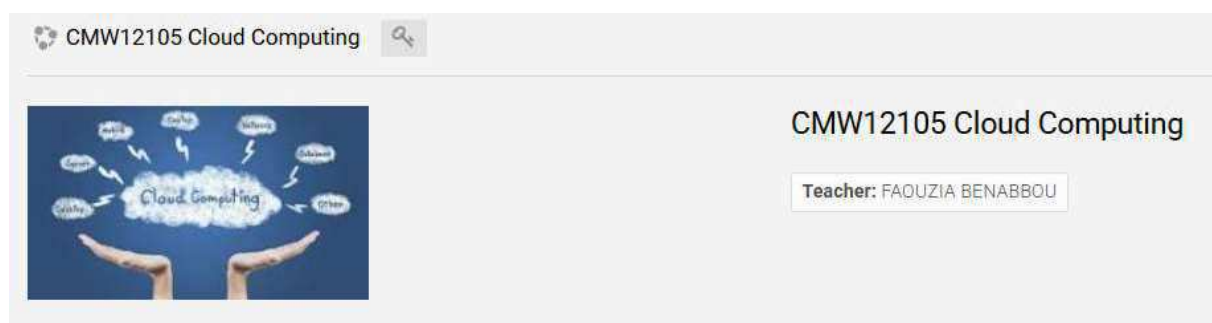 CMW12105 Cloud Computing
CMW12105 Cloud Computing
Teacher: FAOUZIA BENABBOU
Cloud Computing